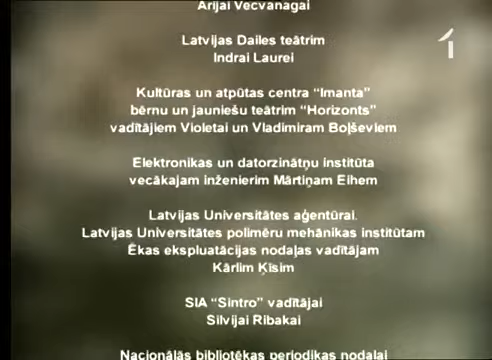 Ārijai Vecvanagai
Latvijas Dailes teātrim
Indrai Laurei
Kultūras un atpūtas centra “Imanta”
bērnu un jauniešu teātrim “Horizonts”
vadītājiem Violetai un Vladimiram Boļševiem
Elektronikas un datorzinātņu institūta
vecākajam inženierim Mārtiņam Eihem
Latvijas Universitātes aģentūrai.
Latvijas Universitātes polimēru mehānikas institūtam
Ēkas ekspluatācijas nodaļas vadītājam
Kārlim Ķīsim
SIA “Sintro” vadītājai
Silvijai Ribakai
Nacionālās bibliotēkas periodikas nodaļai
1